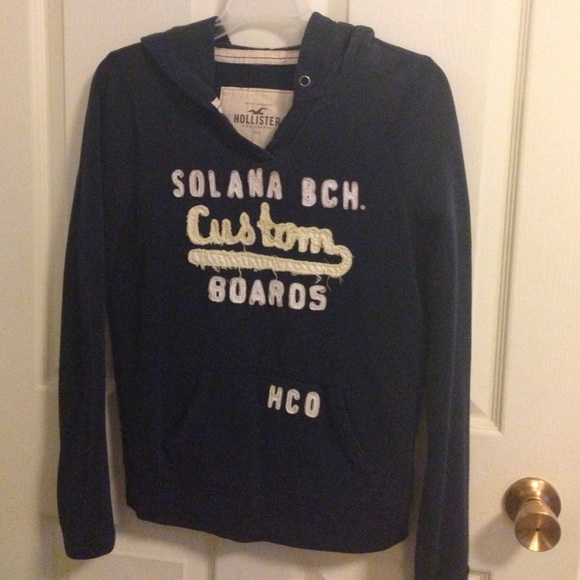 HOLLISTER
SOLANA BCH.
Custom
BOARDS
HCO